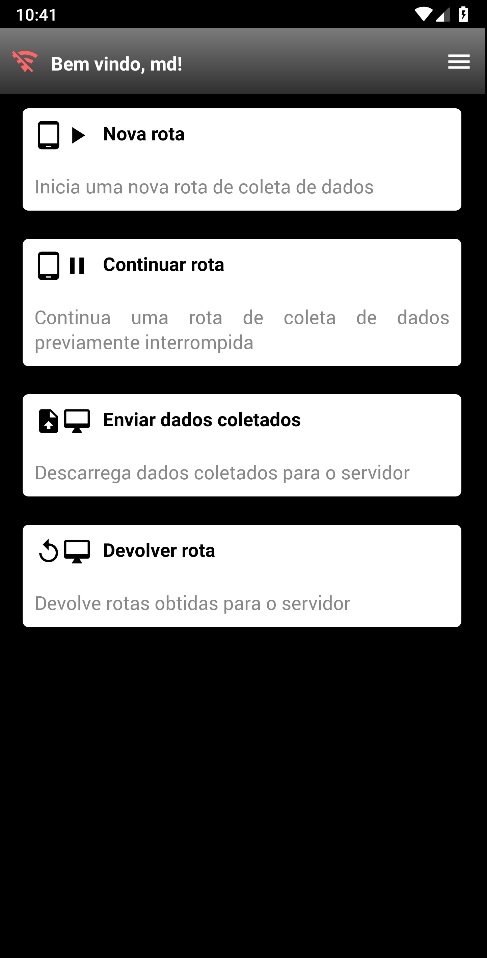 10:41
Bem vindo, md!
Nova rota
Inicia uma nova rota de coleta de dados
Continuar rota
Continua uma rota de coleta de dados
previamente interrompida
Enviar dados coletados
Descarrega dados coletados para o servidor
Devolver rota
Devolve rotas obtidas para o servidor